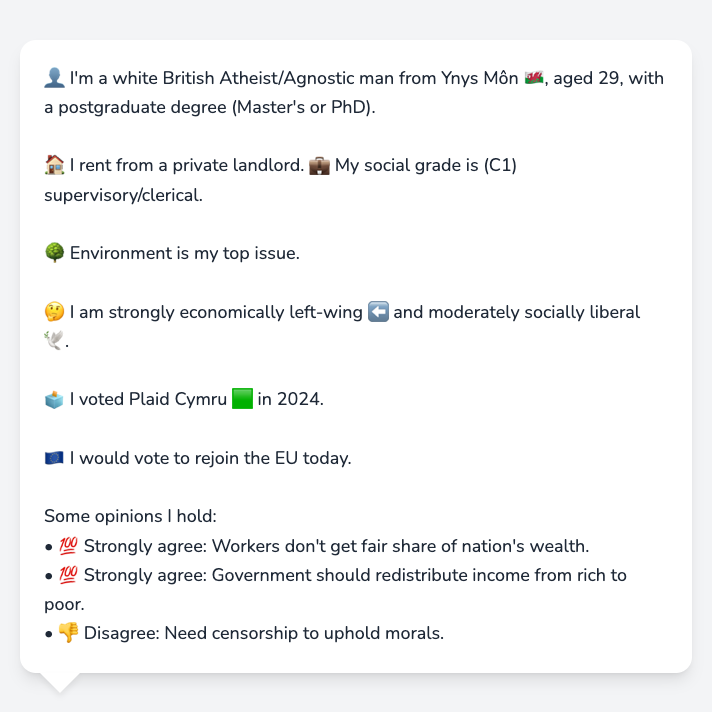 👤 I'm a white British Atheist/Agnostic man from Ynys Môn 🏴󠁧󠁢󠁷󠁬󠁳󠁿, aged 29, with
a postgraduate degree (Master's or PhD).
🏠 I rent from a private landlord. 💼 My social grade is (C1)
supervisory/clerical.
🌳 Environment is my top issue.
🤔 I am strongly economically left-wing ⬅️ and moderately socially liberal
🕊️.
🗳️ I voted Plaid Cymru 🟩 in 2024.
🇪🇺 I would vote to rejoin the EU today.
Some opinions I hold:
• 💯 Strongly agree: Workers don't get fair share of nation's wealth.
• 💯 Strongly agree: Government should redistribute income from rich to
poor.
• 👎 Disagree: Need censorship to uphold morals.